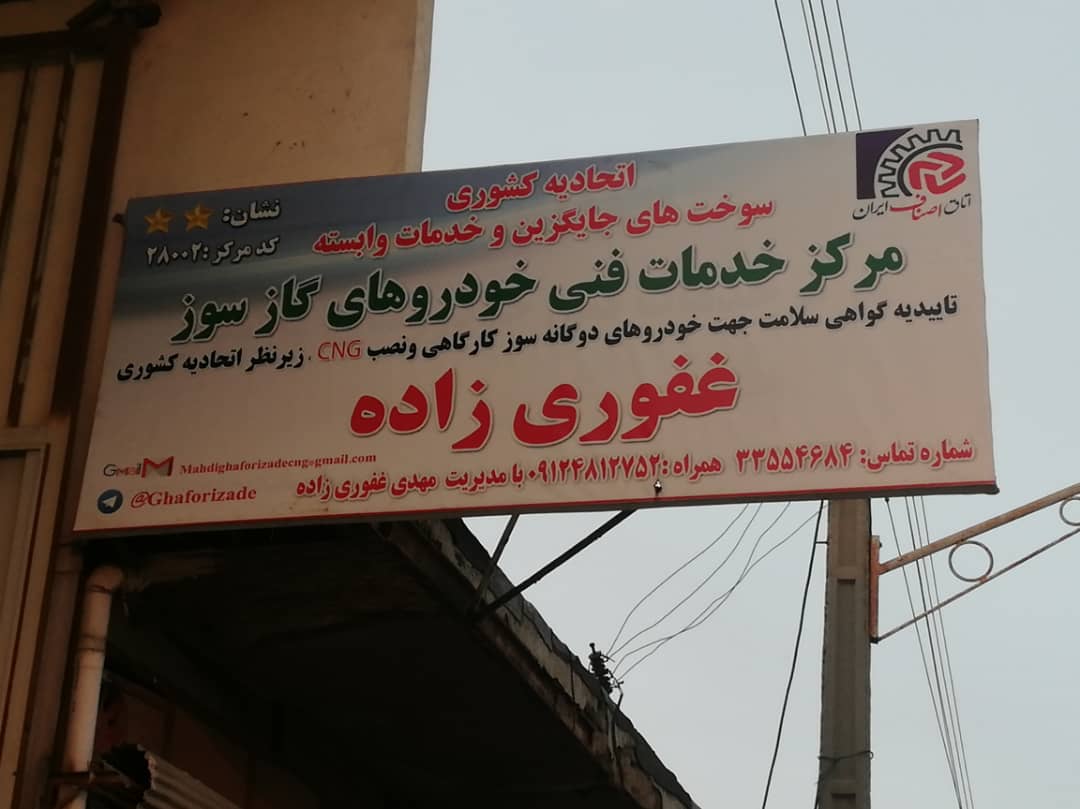 اتاق اصناف ایران
اتحادیه کشوری
سوخت های جایگزین و خدمات وابسته
نشان:
کد مرکز: ۲۸۰۰۲
مرکز خدمات فنی خودروهای گاز سوز
تاییدیه گواهی سلامت جهت خودروهای دوگانه سوز کارگاهی ونصب CNG . زیرنظر اتحادیه کشوری
غفوری زاده
شماره تماس: ۳۳۵۵۴۶۸۴ همراه: ۰۹۱۲۴۸۱۲۷۵۲ با مدیریت مهدی غفوری زاده
Gmail Mahdighaforizadecng@gmail.com
@Ghaforizade